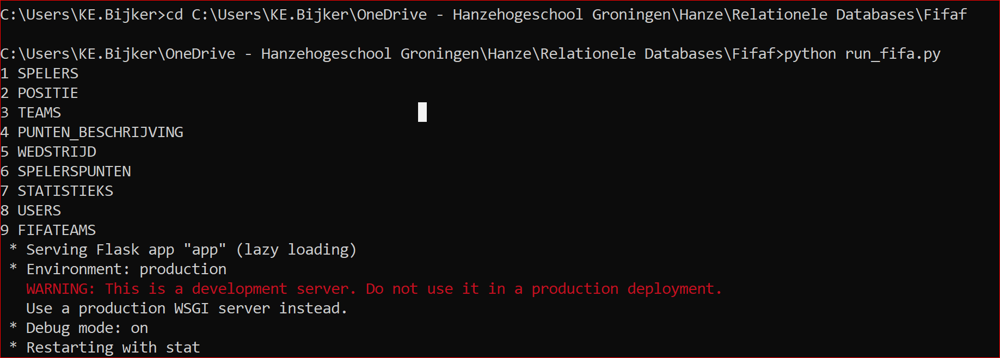 C:\Users\KE.Bijker>cd C:\Users\KE.Bijker\OneDrive - Hanzehogeschool Groningen\Hanze\Relationele Databases\Fifaf
C:\Users\KE.Bijker\OneDrive - Hanzehogeschool Groningen\Hanze\Relationele Databases\Fifaf>python run_fifa.py
1 SPELERS
2 POSITIE
3 TEAMS
4 PUNTEN_BESCHRIJVING
5 WEDSTRIJD
6 SPELERSPUNTEN
7 STATISTIEKS
8 USERS
9 FIFATEAMS
 * Serving Flask app "app" (lazy loading)
 * Environment: production
   WARNING: This is a development server. Do not use it in a production deployment.
   Use a production WSGI server instead.
 * Debug mode: on
 * Restarting with stat